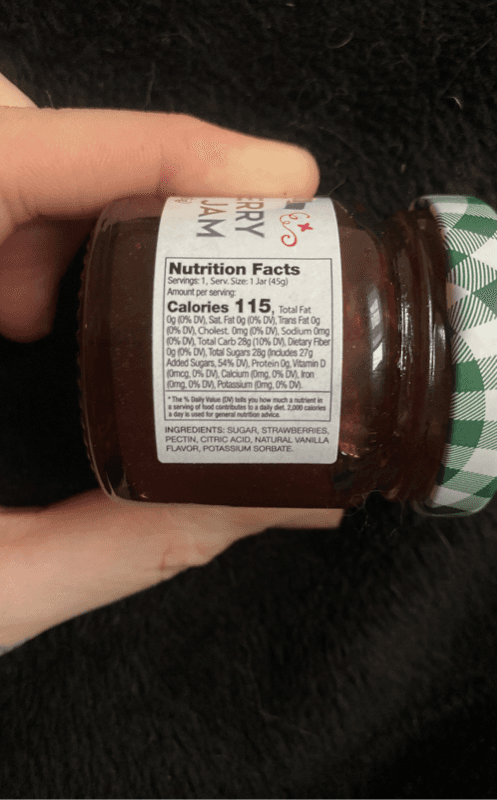 ERRY
JAM
Nutrition Facts
Servings: 1, Serv. Size: 1 Jar (45g)
Amount per serving:
Calories 115, Total Fat
0g (0% DV), Sat. Fat 0g (0% DV), Trans Fat 0g
(0% DV), Cholest. 0mg (0% DV), Sodium 0mg
(0% DV), Total Carb 28g (10% DV), Dietary Fiber
0g (0% DV), Total Sugars 28g (Includes 27g
Added Sugars, 54% DV), Protein 0g, Vitamin D
(0mcg, 0% DV), Calcium (0mg, 0% DV), Iron
(0mg, 0% DV), Potassium (0mg, 0% DV).
* The % Daily Value (DV) tells you how much a nutrient in
a serving of food contributes to a daily diet. 2,000 calories
a day is used for general nutrition advice.
INGREDIENTS: SUGAR, STRAWBERRIES,
PECTIN, CITRIC ACID, NATURAL VANILLA
FLAVOR, POTASSIUM SORBATE.